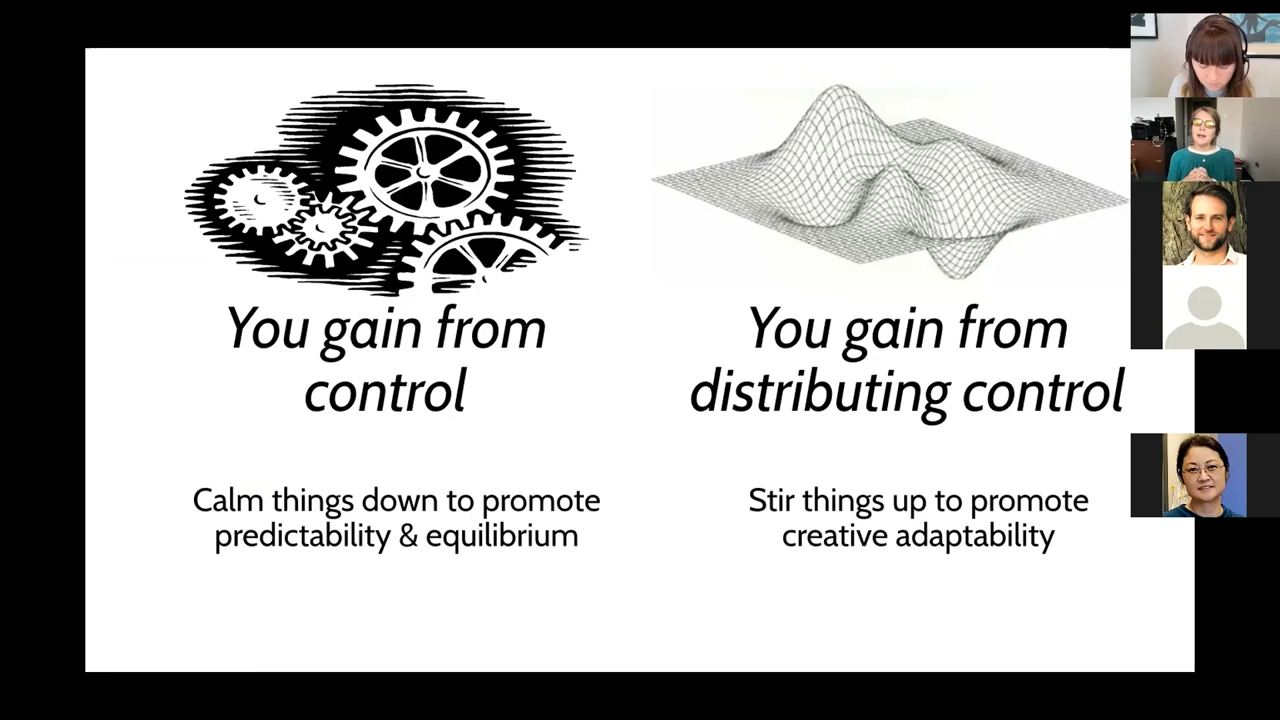 You gain from
control
Calm things down to promote
predictability & equilibrium
You gain from
distributing control
Stir things up to promote
creative adaptability